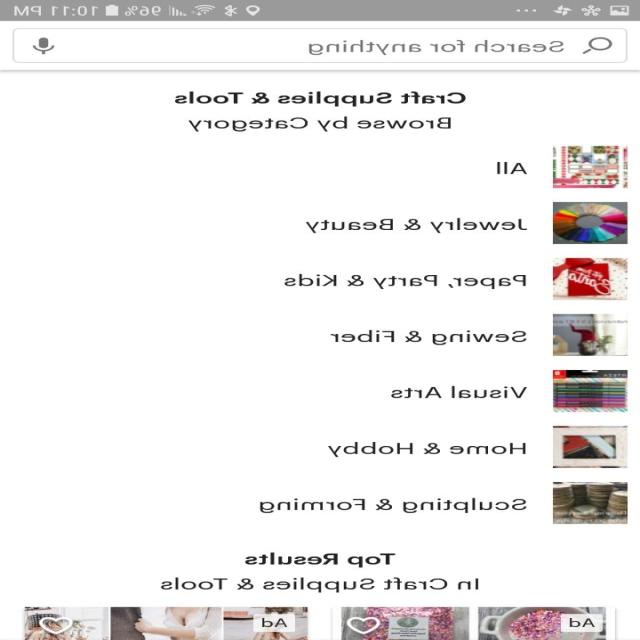 96% 10:11 PM
Search for anything
Craft Supplies & Tools
Browse by Category
All
Jewelry & Beauty
Paper, Party & Kids
Sewing & Fiber
Visual Arts
Home & Hobby
Sculpting & Forming
Top Results
In Craft Supplies & Tools
Ad
Ad